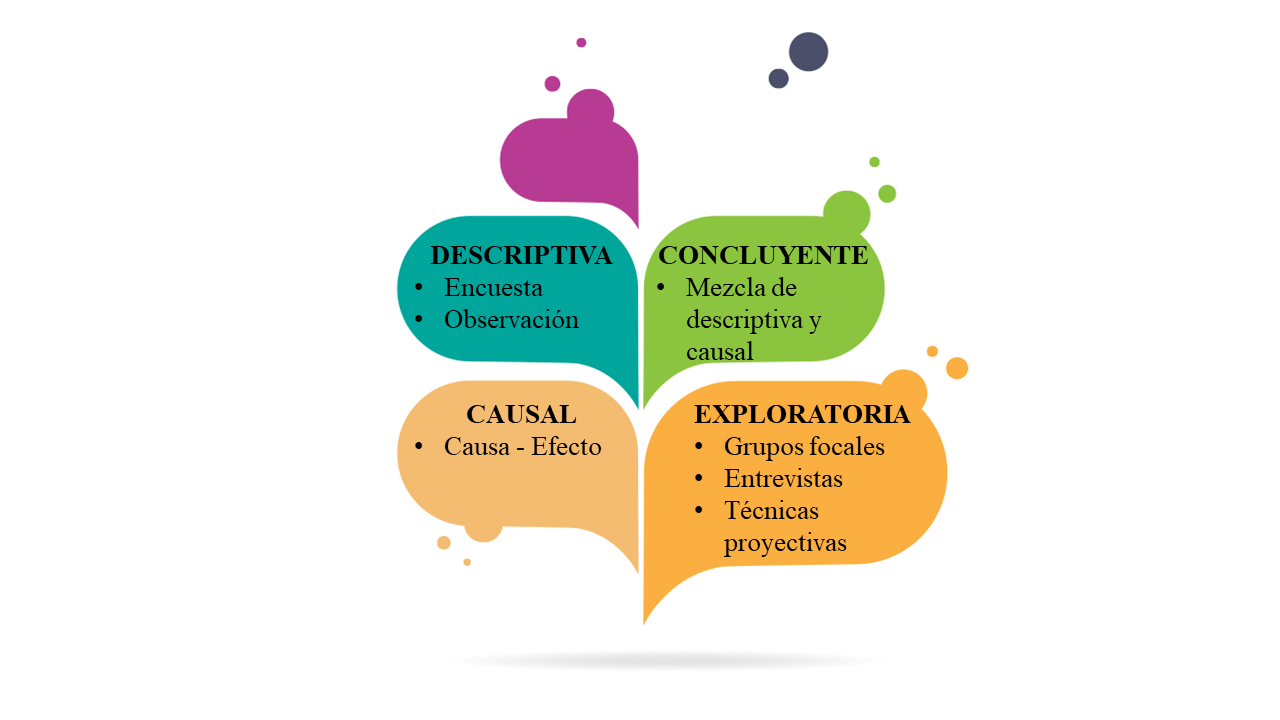 DESCRIPTIVA
• Encuesta
• Observación
CONCLUYENTE
• Mezcla de
descriptiva y
causal
CAUSAL
• Causa - Efecto
EXPLORATORIA
• Grupos focales
• Entrevistas
• Técnicas
proyectivas